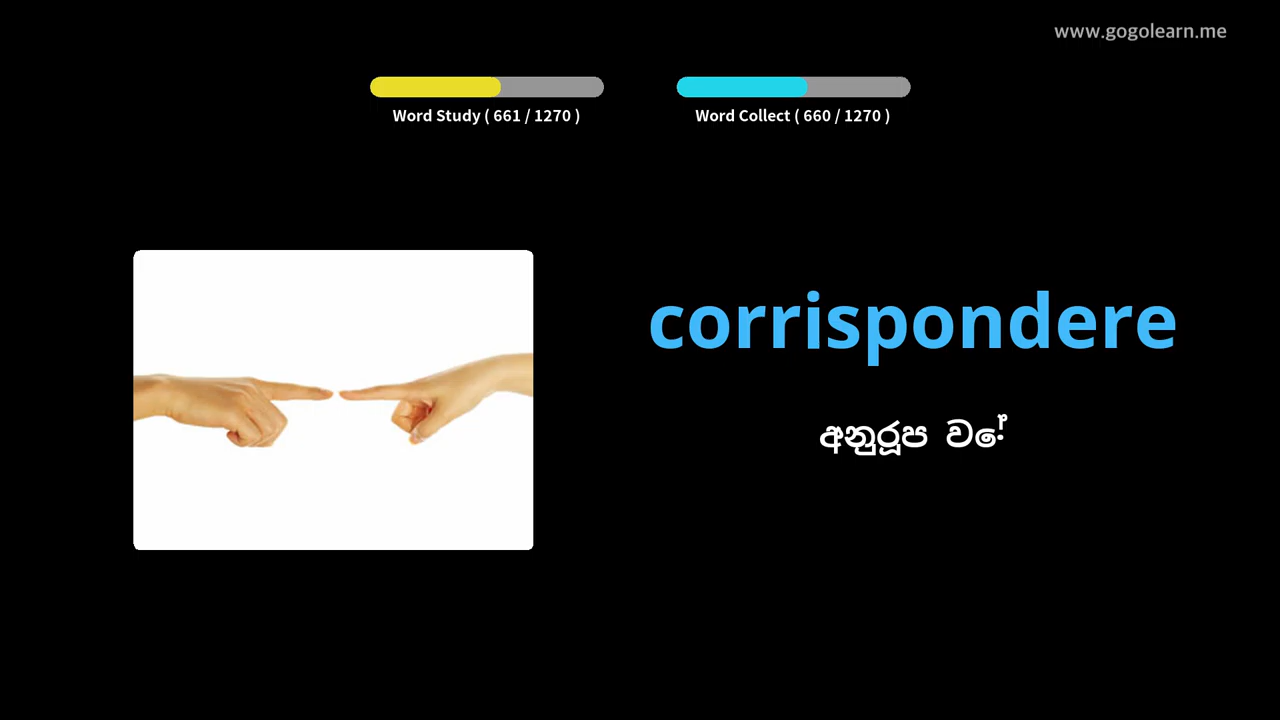 www.gogolearn.me
Word Study ( 661 / 1270 )
Word Collect ( 660 / 1270 )
corrispondere
අනුරූප වේ.